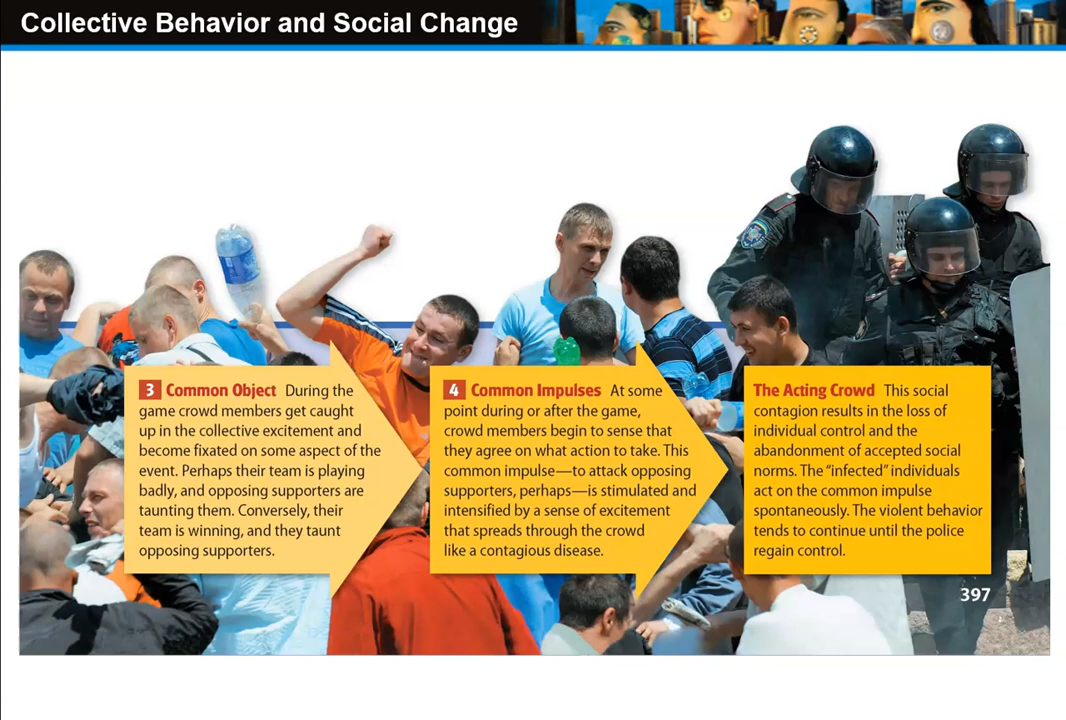 Collective Behavior and Social Change
3 Common Object During the
game crowd members get caught
up in the collective excitement and
become fixated on some aspect of the
event. Perhaps their team is playing
badly, and opposing supporters are
taunting them. Conversely, their
team is winning, and they taunt
opposing supporters.
4 Common Impulses At some
point during or after the game,
crowd members begin to sense that
they agree on what action to take. This
common impulse—to attack opposing
supporters, perhaps—is stimulated and
intensified by a sense of excitement
that spreads through the crowd
like a contagious disease.
The Acting Crowd This social
contagion results in the loss of
individual control and the
abandonment of accepted social
norms. The “infected” individuals
act on the common impulse
spontaneously. The violent behavior
tends to continue until the police
regain control.
397